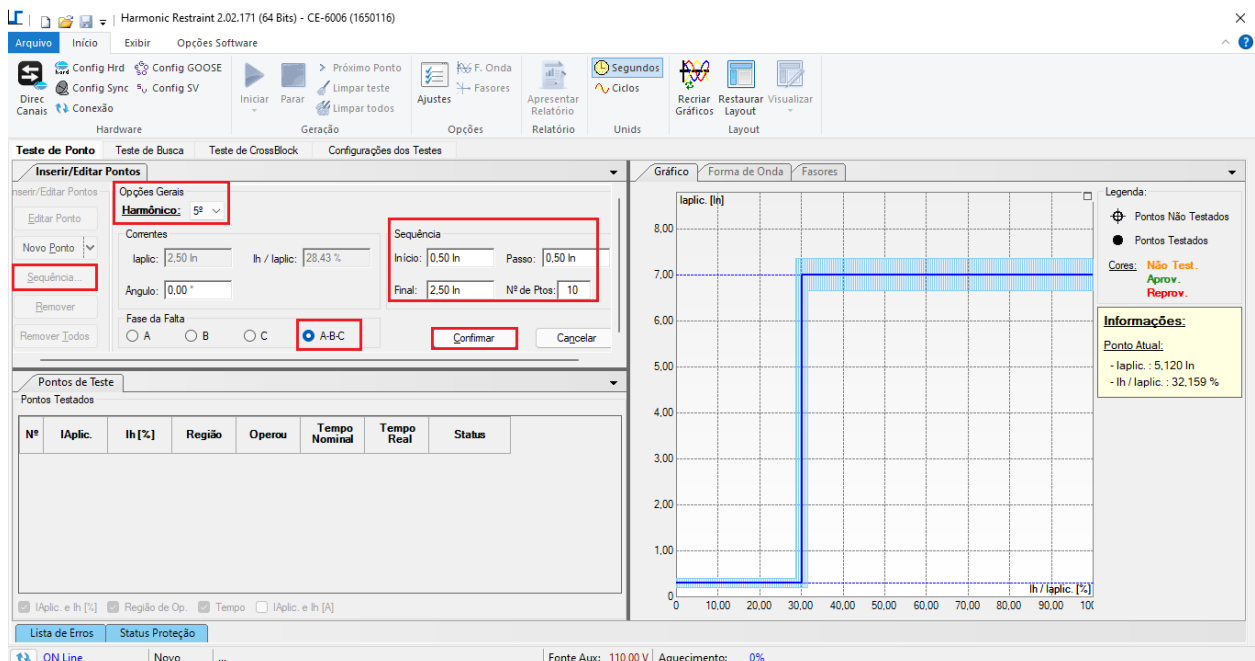 Harmonic Restraint 2.02.171 (64 Bits) - CE-6006 (1650116)
Arquivo Início Exibir Opções Software
Direc Canais
Config Hrd Config GOOSE
Config Sync Config SV
Conexão
Hardware
Iniciar Parar
Próximo Ponto
Limpar teste
Limpar todos
Geração
Ajustes
F. Onda
Fasores
Opções
Apresentar
Relatório
Relatório
Segundos
Ciclos
Unids
Recriar Gráficos
Restaurar Layout
Visualizar
Layout
Teste de Ponto Teste de Busca Teste de CrossBlock Configurações dos Testes
Inserir/Editar Pontos
nserir/Editar Pontos
Editar Ponto
Novo Ponto
Sequência...
Remover
Remover Todos
Opções Gerais
Harmônico: 5º
Correntes
Iaplic: 2,50 In Ih / Iaplic: 28,43 %
Angulo: 0,00 °
Sequência
Início: 0,50 In Passo: 0,50 In
Final: 2,50 In Nº de Ptos: 10
Fase da Falta
A B C A-B-C
Confirmar Cancelar
Pontos de Teste
Pontos Testados
Nº IAplic. Ih [%] Região Operou Tempo Nominal Tempo Real Status
IAplic. e Ih [%] Região de Op. Tempo IAplic. e Ih [A]
Gráfico Forma de Onda Fasores
Iaplic. [In]
8,00
7,00
6,00
5,00
4,00
3,00
2,00
1,00
0
0 10,00 20,00 30,00 40,00 50,00 60,00 70,00 80,00 90,00 100
Ih / Iaplic. [%]
Legenda:
Pontos Não Testados
Pontos Testados
Cores: Não Test.
Aprov.
Reprov.
Informações:
Ponto Atual:
- Iaplic. : 5,120 In
- Ih / Iaplic. : 32,159 %
Lista de Erros Status Proteção
ON Line Novo ... Fonte Aux: 110,00 V Aquecimento: 0%